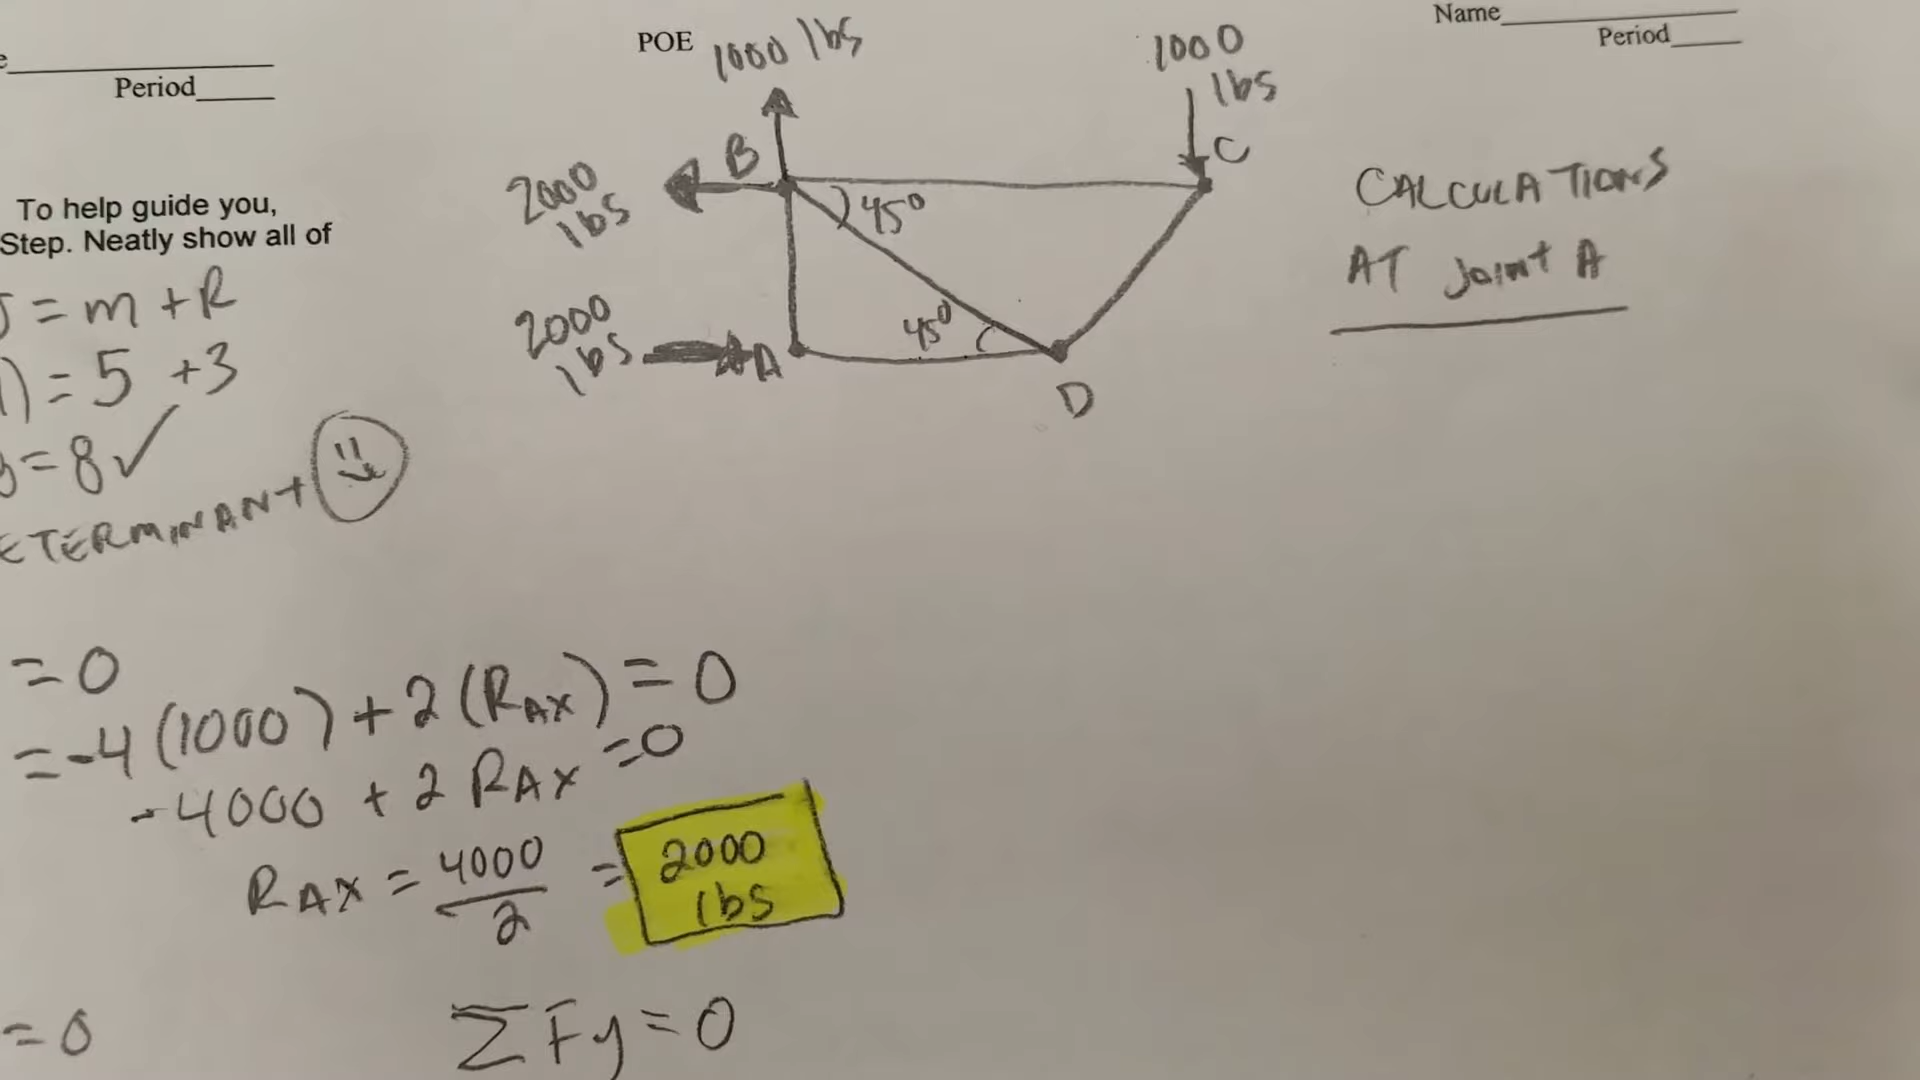 Period_____
To help guide you,
Step. Neatly show all of
= m + R
= 5 + 3
= 8 ✓
ETERMINANT
= 0
= -4 (1000) + 2 (RAX) = 0
-4000 + 2 RAX = 0
RAX = 4000/2 = 2000 lbs
= 0
ΣFy = 0
POE
1000 lbs
1000
lbs
B
C
2000
lbs
45°
2000
lbs
A
45°
D
Name
Period_____
CALCULATIONS
AT Joint A